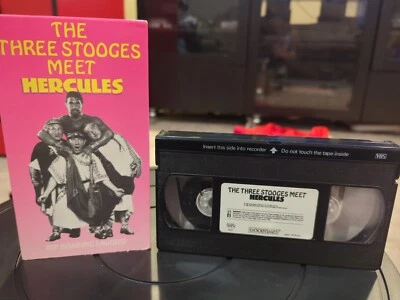 THE
THREE STOOGES
MEET
HERCULES
Insert this side into recorder
Do not touch the tape inside
VHS
THE THREE STOOGES MEET
HERCULES
VHS
GOODTIMES